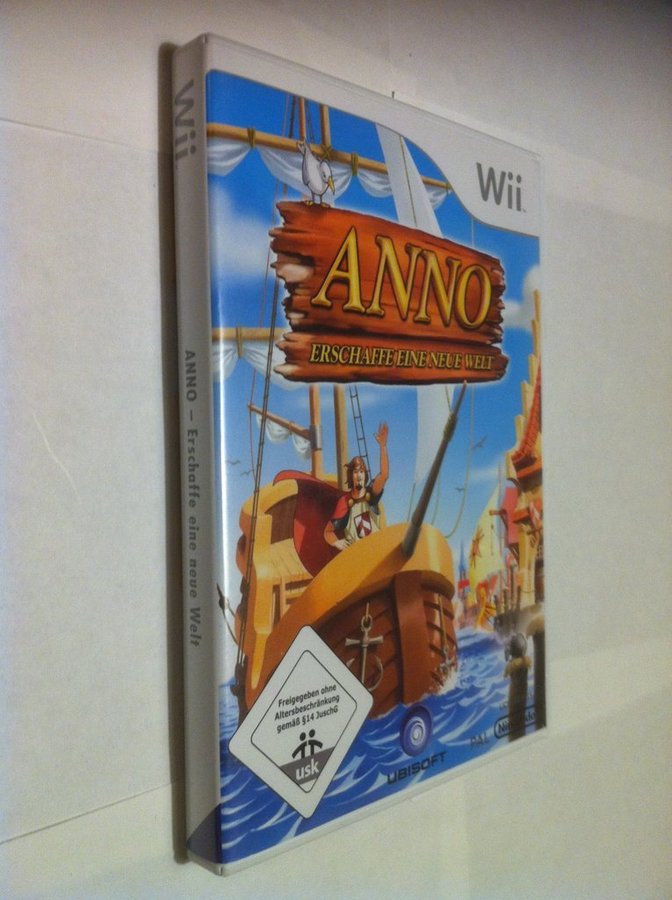 Wii
ANNO – Erschaffe eine neue Welt
Wii
ANNO
ERSCHAFFE EINE NEUE WELT
Freigegeben ohne
Altersbeschränkung
gemäß §14 JuschG
usk
UBISOFT
PAL
Nintendo